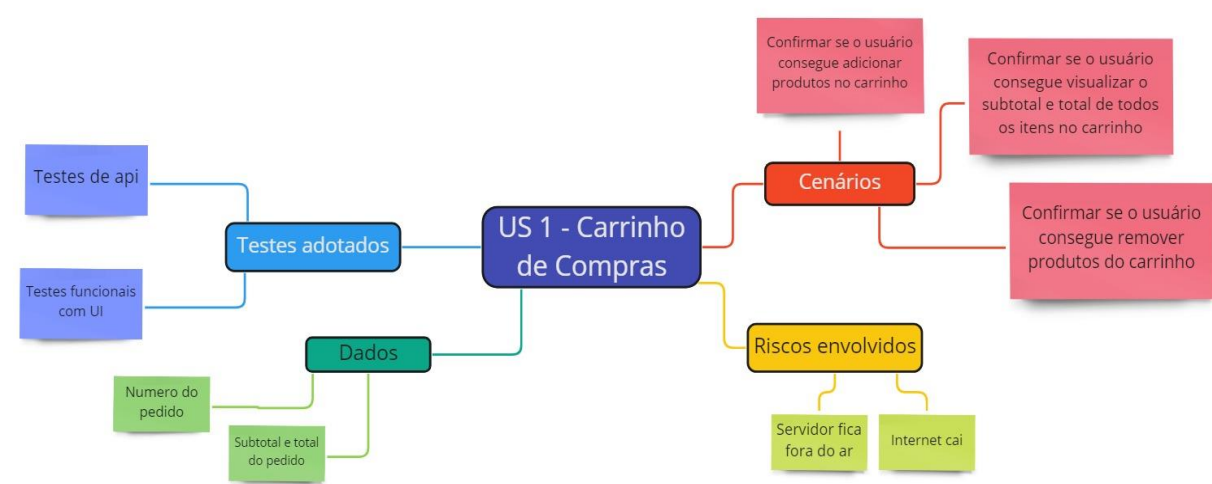 Confirmar se o usuário
consegue adicionar
produtos no carrinho
Confirmar se o usuário
consegue visualizar o
subtotal e total de todos
os itens no carrinho
Testes de api
Cenários
Confirmar se o usuário
consegue remover
produtos do carrinho
US 1 - Carrinho
de Compras
Testes adotados
Testes funcionais
com UI
Riscos envolvidos
Dados
Numero do
pedido
Subtotal e total
do pedido
Servidor fica
fora do ar
Internet cai